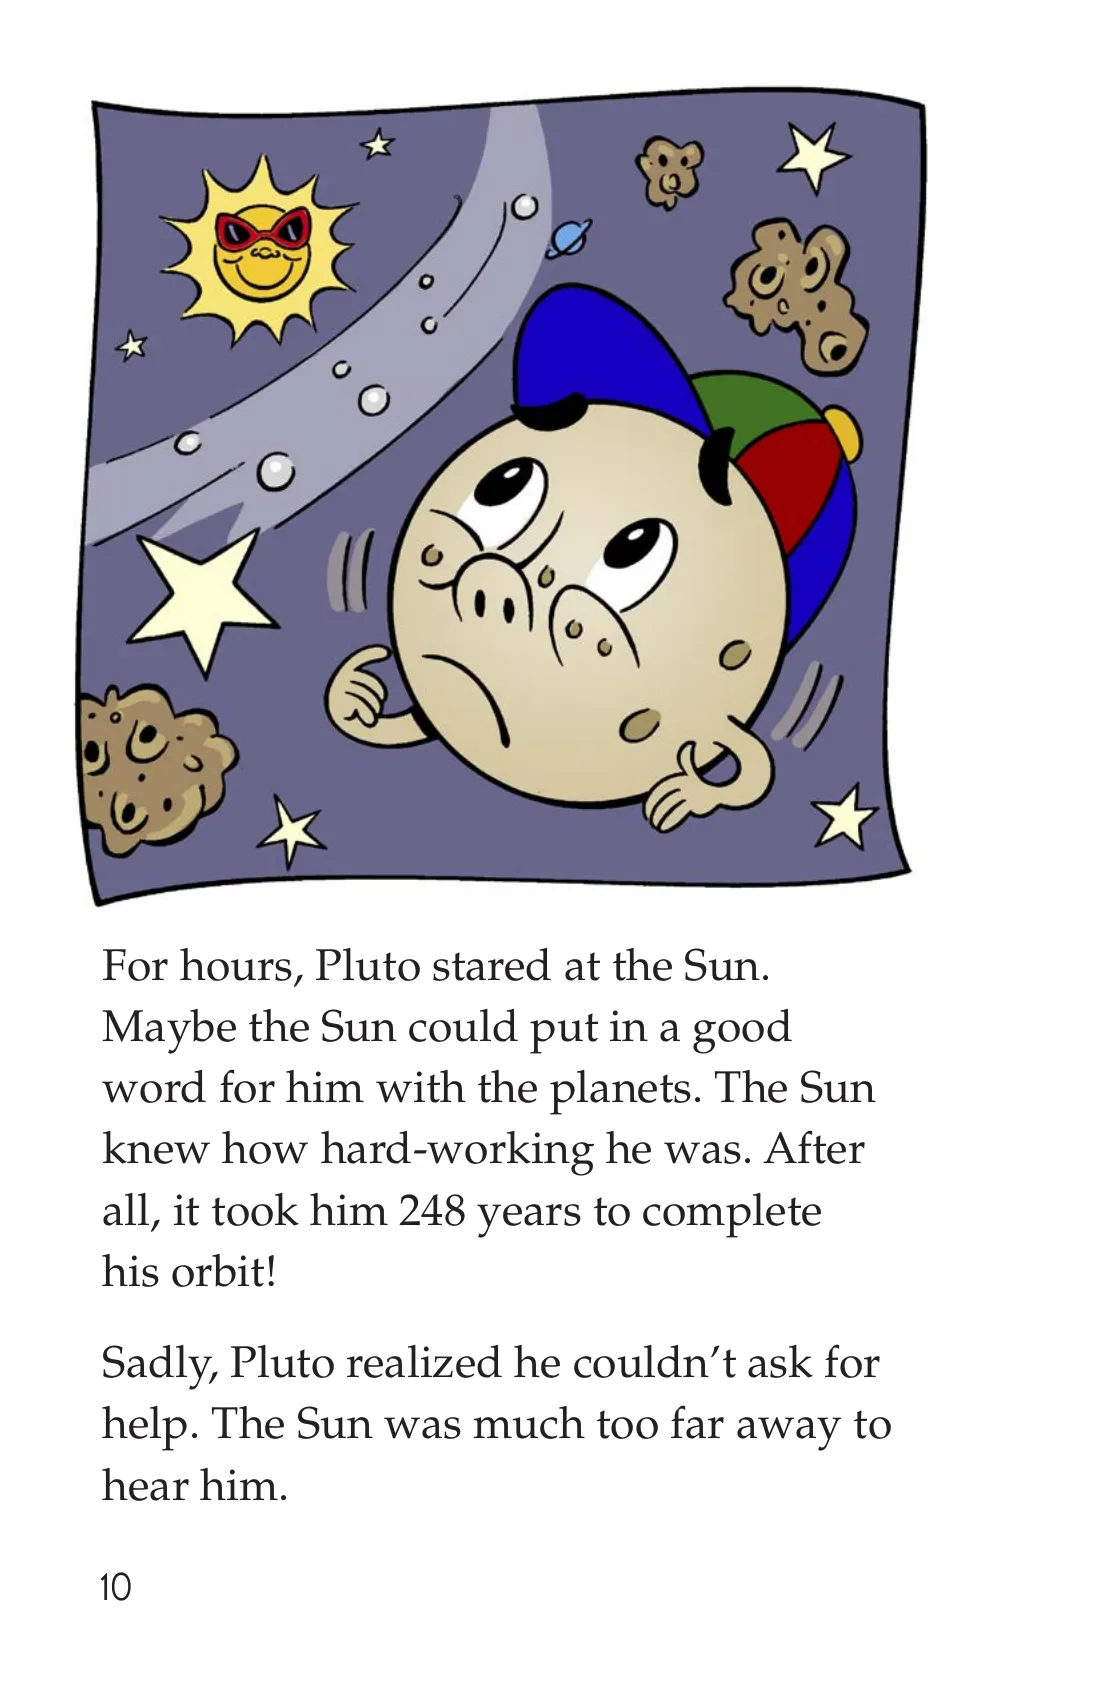 For hours, Pluto stared at the Sun.
Maybe the Sun could put in a good
word for him with the planets. The Sun
knew how hard-working he was. After
all, it took him 248 years to complete
his orbit!
Sadly, Pluto realized he couldn’t ask for
help. The Sun was much too far away to
hear him.
10